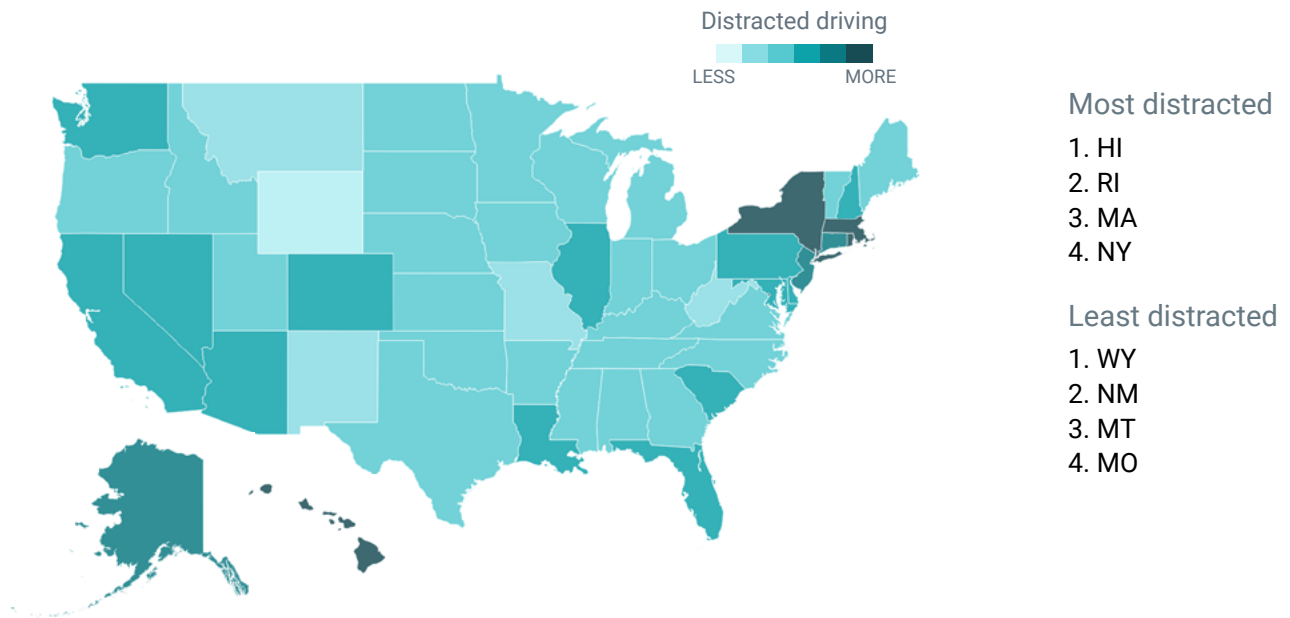 Distracted driving
LESS MORE
Most distracted
1. HI
2. RI
3. MA
4. NY
Least distracted
1. WY
2. NM
3. MT
4. MO